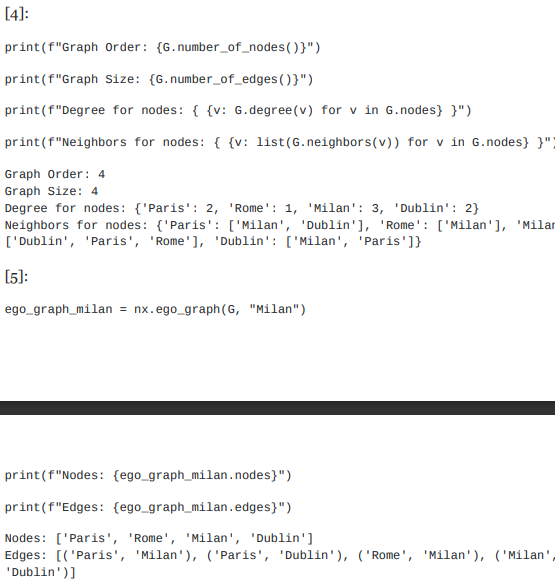 [4]:
print(f"Graph Order: {G.number_of_nodes()}")
print(f"Graph Size: {G.number_of_edges()}")
print(f"Degree for nodes: { {v: G.degree(v) for v in G.nodes} }")
print(f"Neighbors for nodes: { {v: list(G.neighbors(v)) for v in G.nodes} }")
Graph Order: 4
Graph Size: 4
Degree for nodes: {'Paris': 2, 'Rome': 1, 'Milan': 3, 'Dublin': 2}
Neighbors for nodes: {'Paris': ['Milan', 'Dublin'], 'Rome': ['Milan'], 'Milan
['Dublin', 'Paris', 'Rome'], 'Dublin': ['Milan', 'Paris']}
[5]:
ego_graph_milan = nx.ego_graph(G, "Milan")
print(f"Nodes: {ego_graph_milan.nodes}")
print(f"Edges: {ego_graph_milan.edges}")
Nodes: ['Paris', 'Rome', 'Milan', 'Dublin']
Edges: [('Paris', 'Milan'), ('Paris', 'Dublin'), ('Rome', 'Milan'), ('Milan',
'Dublin')]